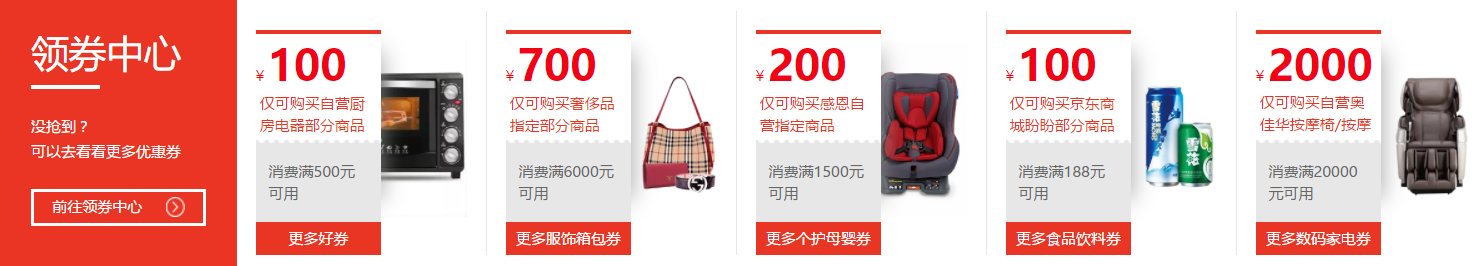 领券中心
没抢到？
可以去看看更多优惠券
前往领券中心
¥ 100
仅可购买自营厨
房电器部分商品
消费满500元
可用
更多好券
¥ 700
仅可购买奢侈品
指定部分商品
消费满6000元
可用
更多服饰箱包券
¥ 200
仅可购买感恩自
营指定商品
消费满1500元
可用
更多个护母婴券
¥ 100
仅可购买京东商
城盼盼部分商品
消费满188元
可用
更多食品饮料券
雪花
雪花
¥ 2000
仅可购买自营奥
佳华按摩椅/按摩
消费满20000
元可用
更多数码家电券